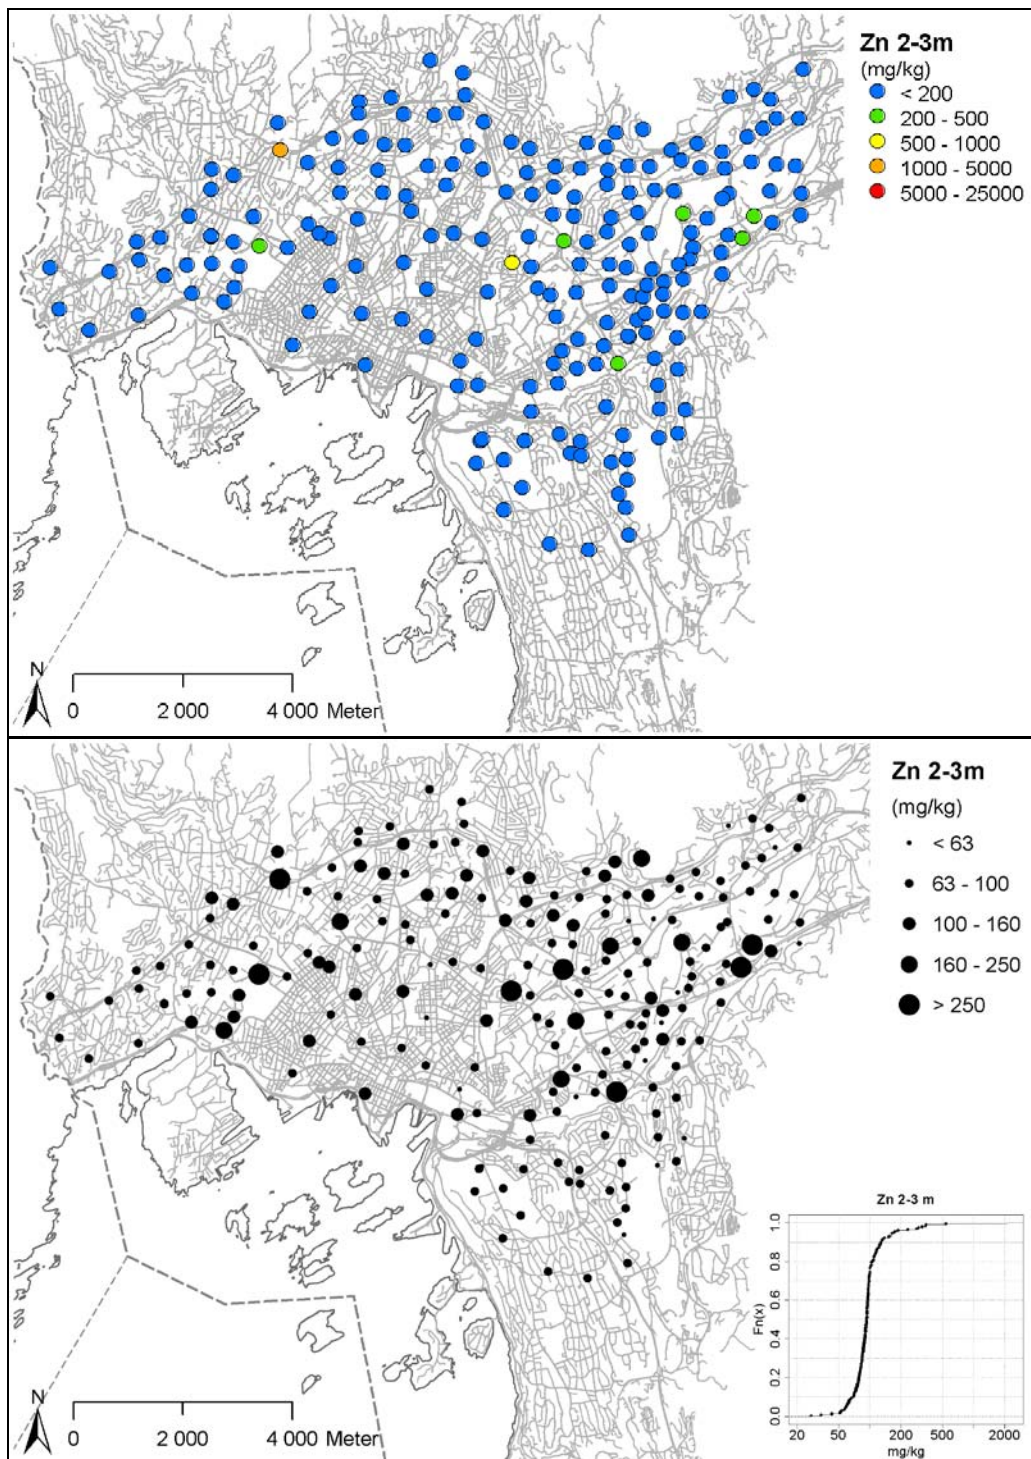 Zn 2-3m
(mg/kg)
< 200
200 - 500
500 - 1000
1000 - 5000
5000 - 25000
N
0 2 000 4 000 Meter
Zn 2-3m
(mg/kg)
< 63
63 - 100
100 - 160
160 - 250
> 250
N
0 2 000 4 000 Meter
Zn 2-3 m
Fn(x)
0.0 0.2 0.4 0.6 0.8 1.0
20 50 200 500 2000
mg/kg